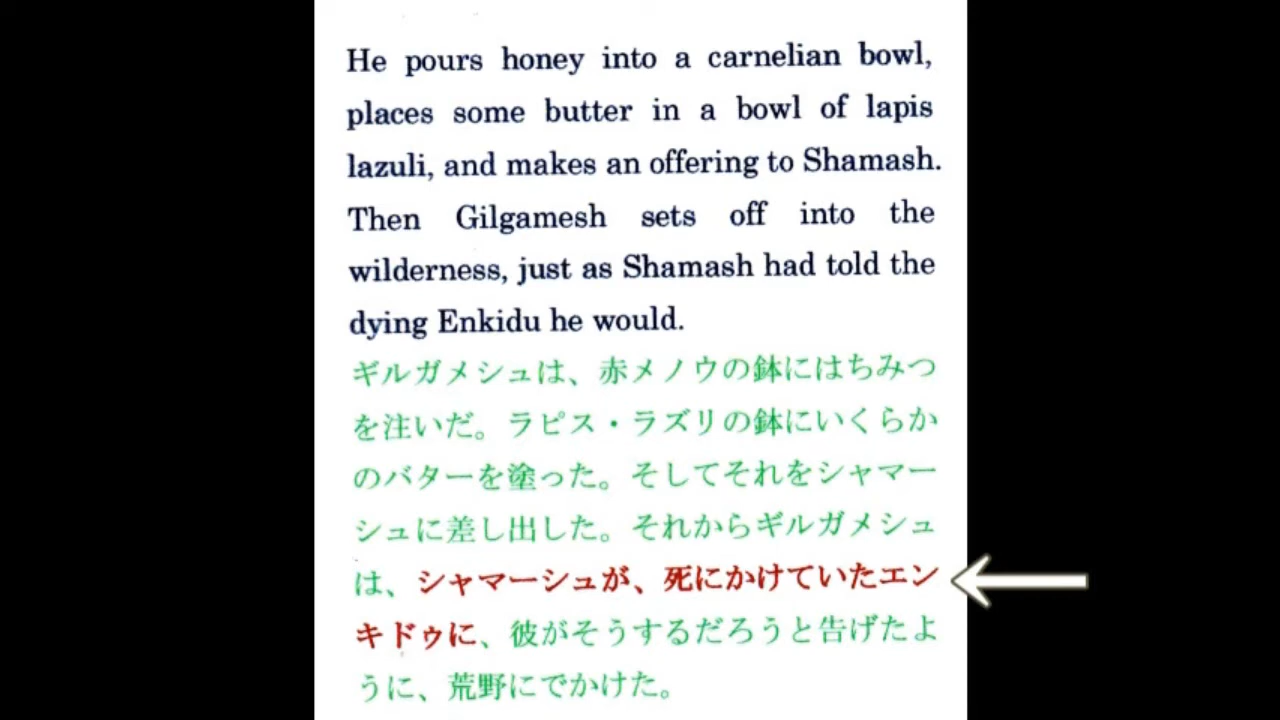 He pours honey into a carnelian bowl,
places some butter in a bowl of lapis
lazuli, and makes an offering to Shamash.
Then Gilgamesh sets off into the
wilderness, just as Shamash had told the
dying Enkidu he would.
ギルガメシュは、赤メノウの鉢にはちみつ
を注いだ。ラピス・ラズリの鉢にいくらか
のバターを塗った。そしてそれをシャマー
シュに差し出した。それからギルガメシュ
は、シャマーシュが、死にかけていたエン
キドゥに、彼がそうするだろうと告げたよ
うに、荒野にでかけた。